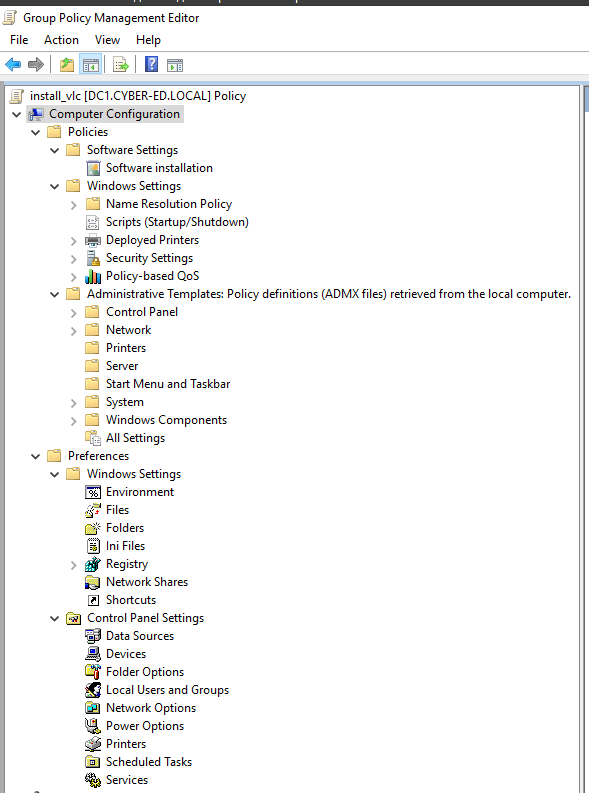 Group Policy Management Editor
File Action View Help
install_vlc [DC1.CYBER-ED.LOCAL] Policy
Computer Configuration
Policies
Software Settings
Software installation
Windows Settings
Name Resolution Policy
Scripts (Startup/Shutdown)
Deployed Printers
Security Settings
Policy-based QoS
Administrative Templates: Policy definitions (ADMX files) retrieved from the local computer.
Control Panel
Network
Printers
Server
Start Menu and Taskbar
System
Windows Components
All Settings
Preferences
Windows Settings
Environment
Files
Folders
Ini Files
Registry
Network Shares
Shortcuts
Control Panel Settings
Data Sources
Devices
Folder Options
Local Users and Groups
Network Options
Power Options
Printers
Scheduled Tasks
Services